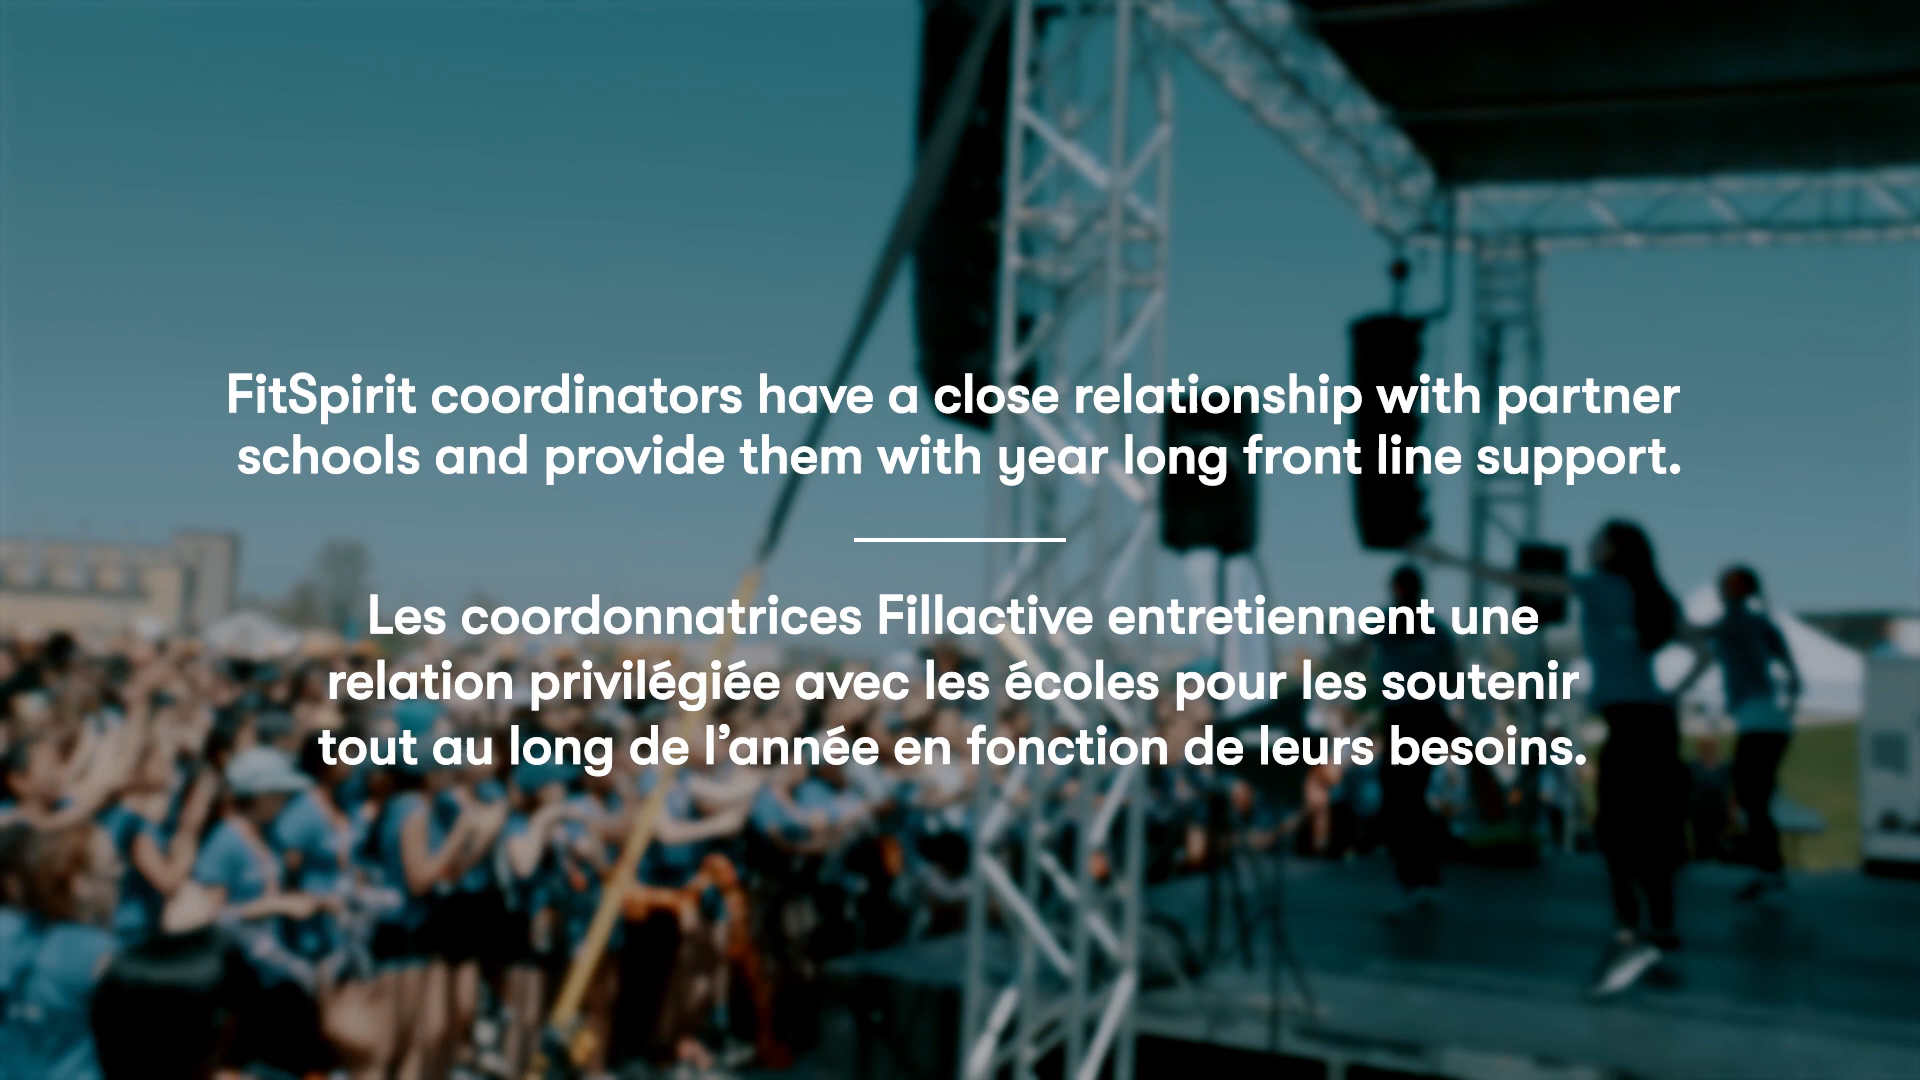 FitSpirit coordinators have a close relationship with partner
schools and provide them with year long front line support.
Les coordonnatrices Fillactive entretiennent une
relation privilégiée avec les écoles pour les soutenir
tout au long de l’année en fonction de leurs besoins.